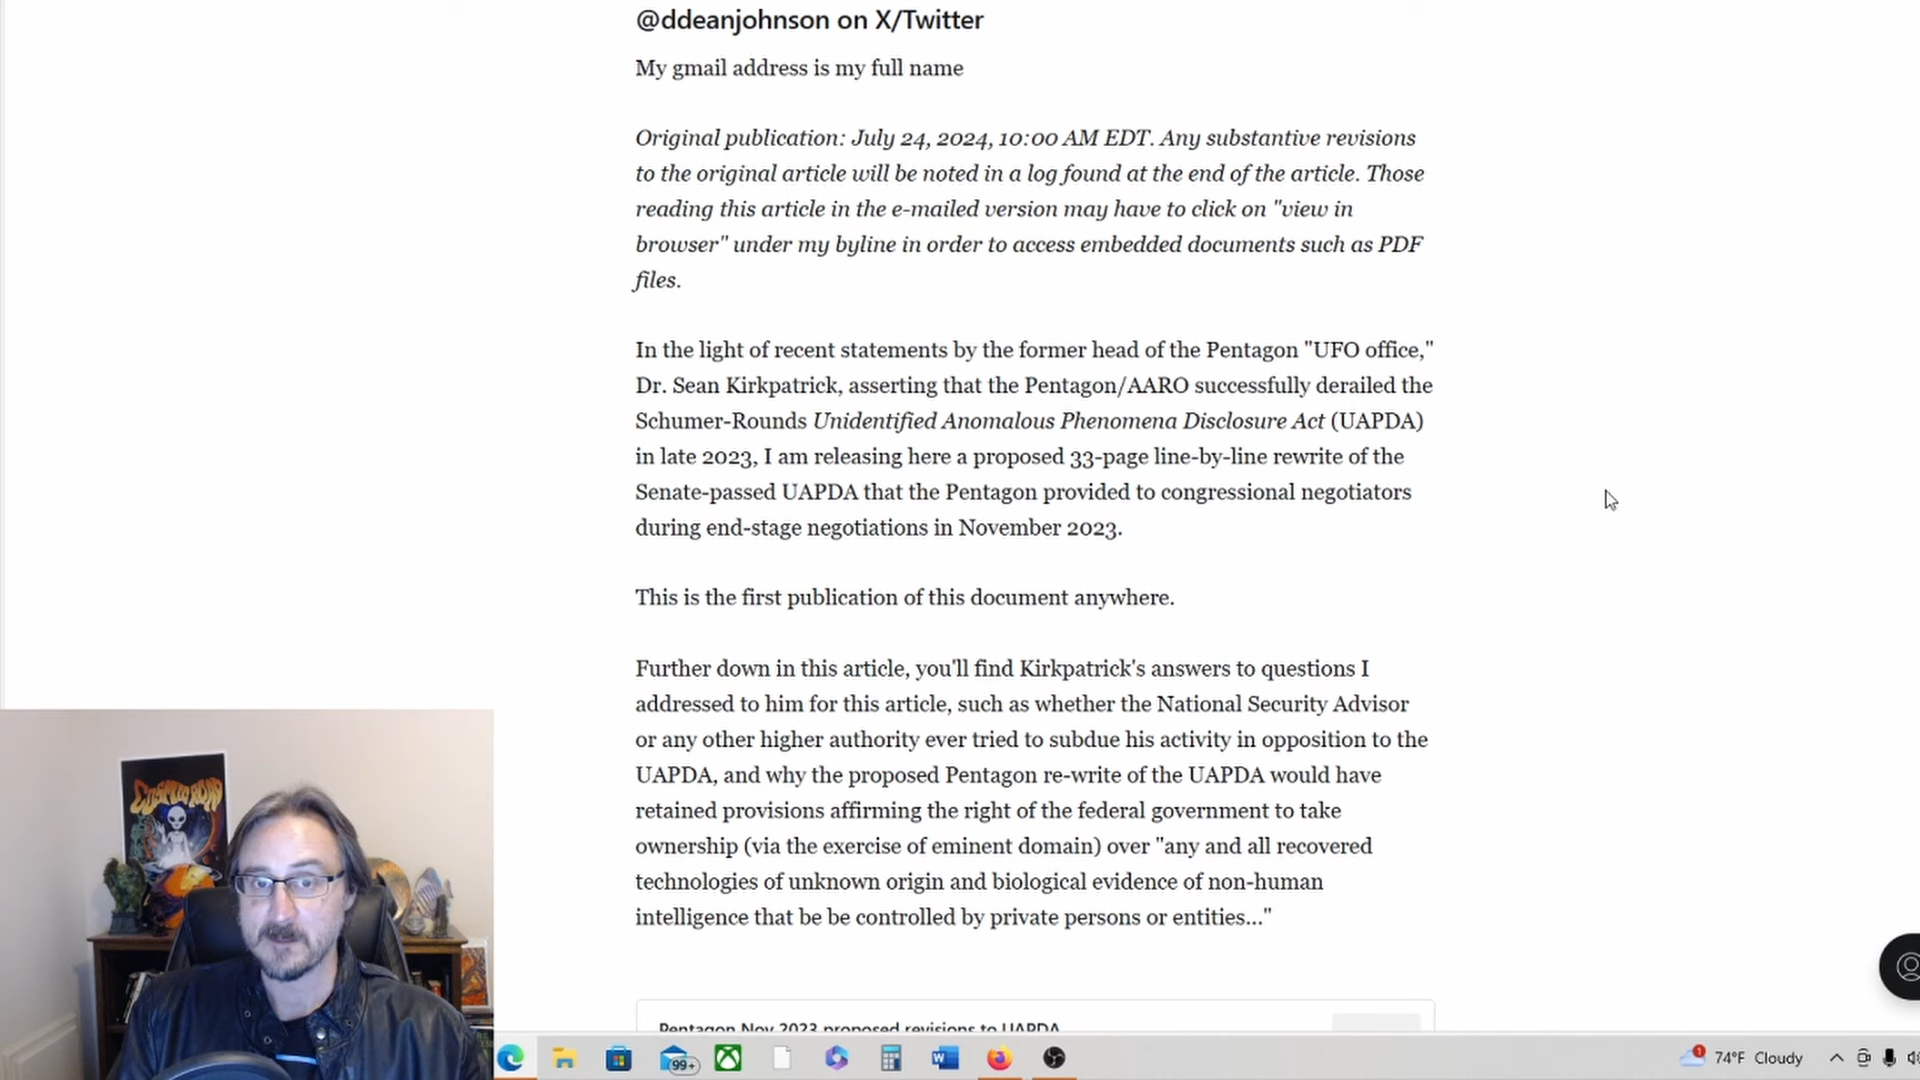 @ddeanjohnson on X/Twitter
My gmail address is my full name
Original publication: July 24, 2024, 10:00 AM EDT. Any substantive revisions
to the original article will be noted in a log found at the end of the article. Those
reading this article in the e-mailed version may have to click on "view in
browser" under my byline in order to access embedded documents such as PDF
files.
In the light of recent statements by the former head of the Pentagon "UFO office,"
Dr. Sean Kirkpatrick, asserting that the Pentagon/AARO successfully derailed the
Schumer-Rounds Unidentified Anomalous Phenomena Disclosure Act (UAPDA)
in late 2023, I am releasing here a proposed 33-page line-by-line rewrite of the
Senate-passed UAPDA that the Pentagon provided to congressional negotiators
during end-stage negotiations in November 2023.
This is the first publication of this document anywhere.
Further down in this article, you'll find Kirkpatrick's answers to questions I
addressed to him for this article, such as whether the National Security Advisor
or any other higher authority ever tried to subdue his activity in opposition to the
UAPDA, and why the proposed Pentagon re-write of the UAPDA would have
retained provisions affirming the right of the federal government to take
ownership (via the exercise of eminent domain) over "any and all recovered
technologies of unknown origin and biological evidence of non-human
intelligence that be be controlled by private persons or entities..."
Pentagon Nov 2023 proposed revisions to UAPDA
99+
W
1
74°F Cloudy